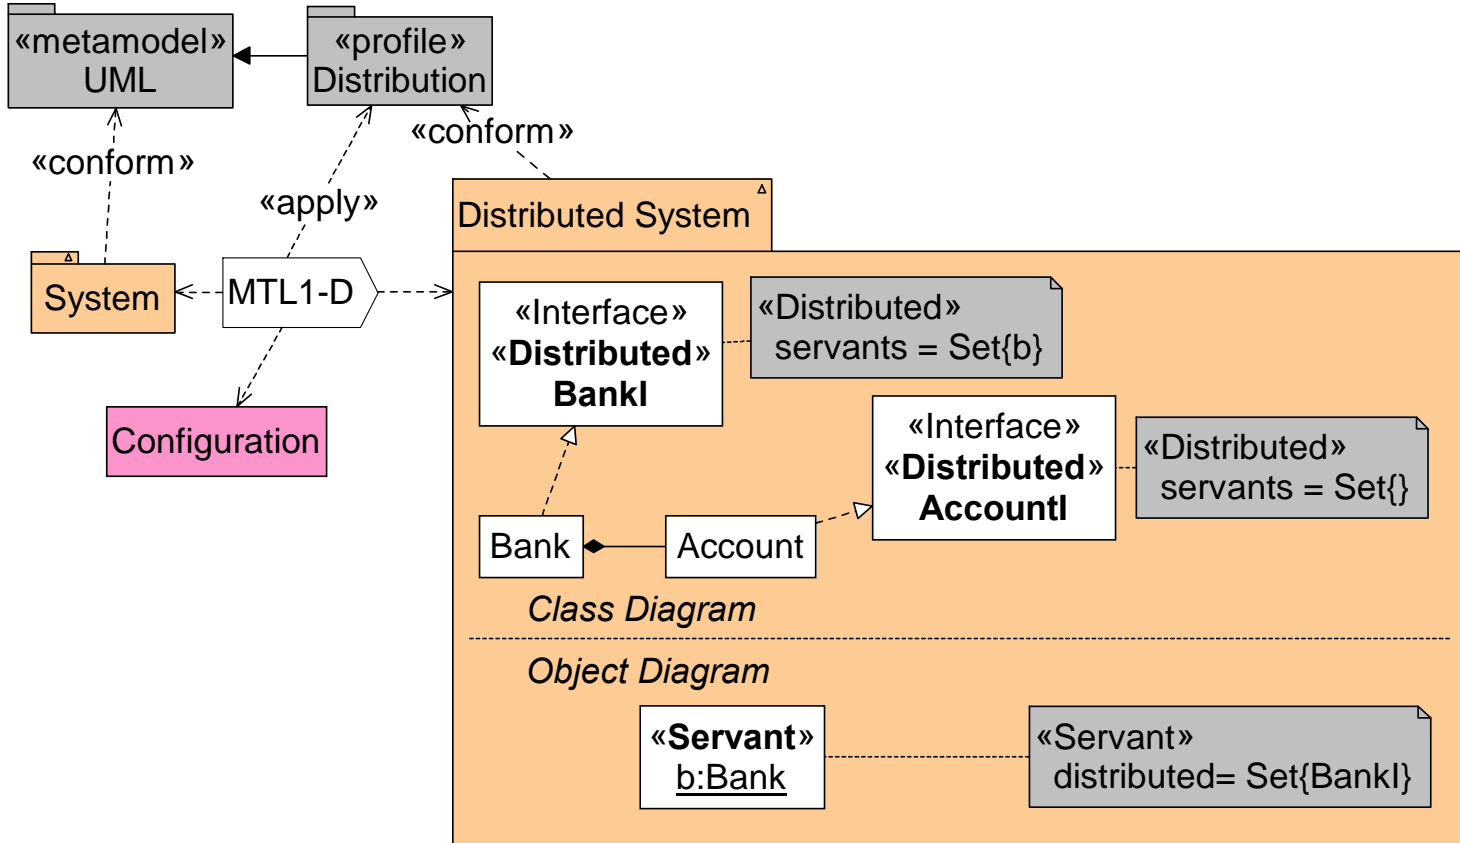 «metamodel»
UML
«profile»
Distribution
«conform»
«conform»
«apply»
Distributed System
System
MTL1-D
Configuration
«Interface»
«Distributed»
BankI
«Distributed»
servants = Set{b}
«Interface»
«Distributed»
AccountI
«Distributed»
servants = Set{}
Bank
Account
Class Diagram
Object Diagram
«Servant»
b:Bank
«Servant»
distributed= Set{BankI}